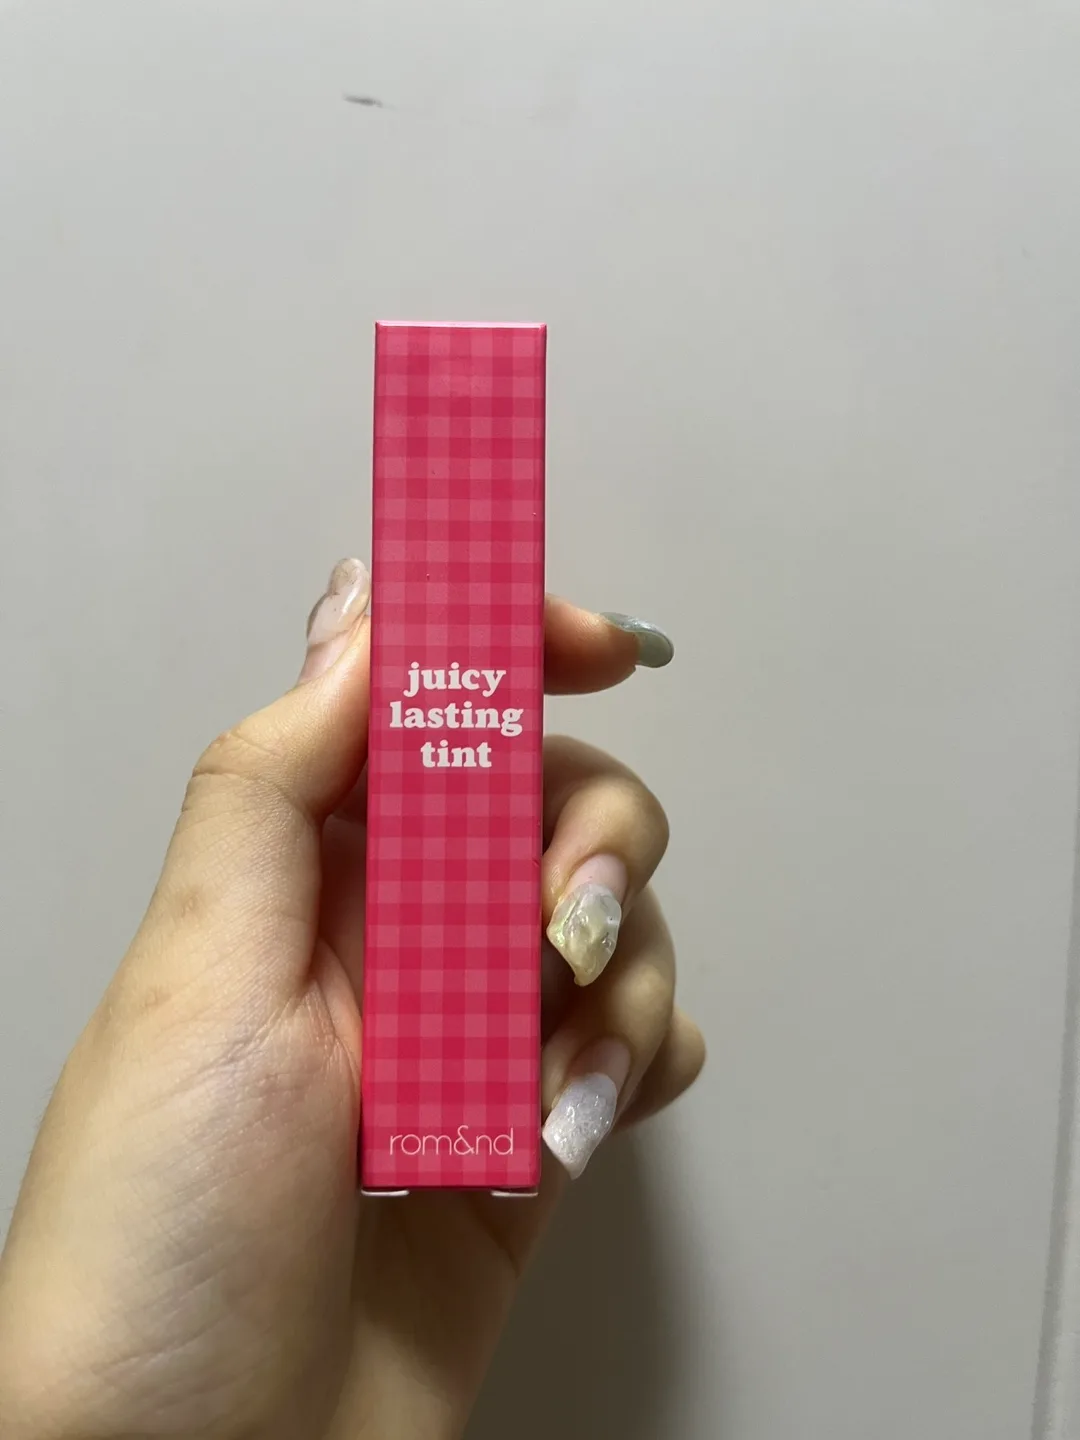 juicy
lasting
tint
rom&nd